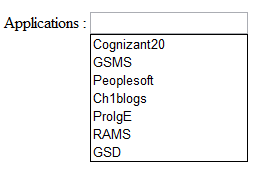 Applications :
Cognizant20
GSMS
Peoplesoft
Ch1blogs
ProlgE
RAMS
GSD